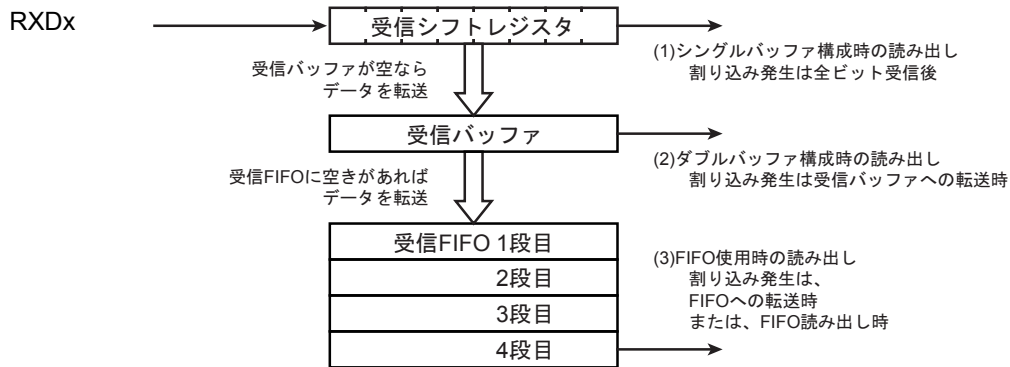 RXDx
受信シフトレジスタ
(1)シングルバッファ構成時の読み出し
割り込み発生は全ビット受信後
受信バッファが空なら
データを転送
受信バッファ
(2)ダブルバッファ構成時の読み出し
割り込み発生は受信バッファへの転送時
受信FIFOに空きがあれば
データを転送
受信FIFO 1段目
2段目
3段目
4段目
(3)FIFO使用時の読み出し
割り込み発生は、
FIFOへの転送時
または、FIFO読み出し時